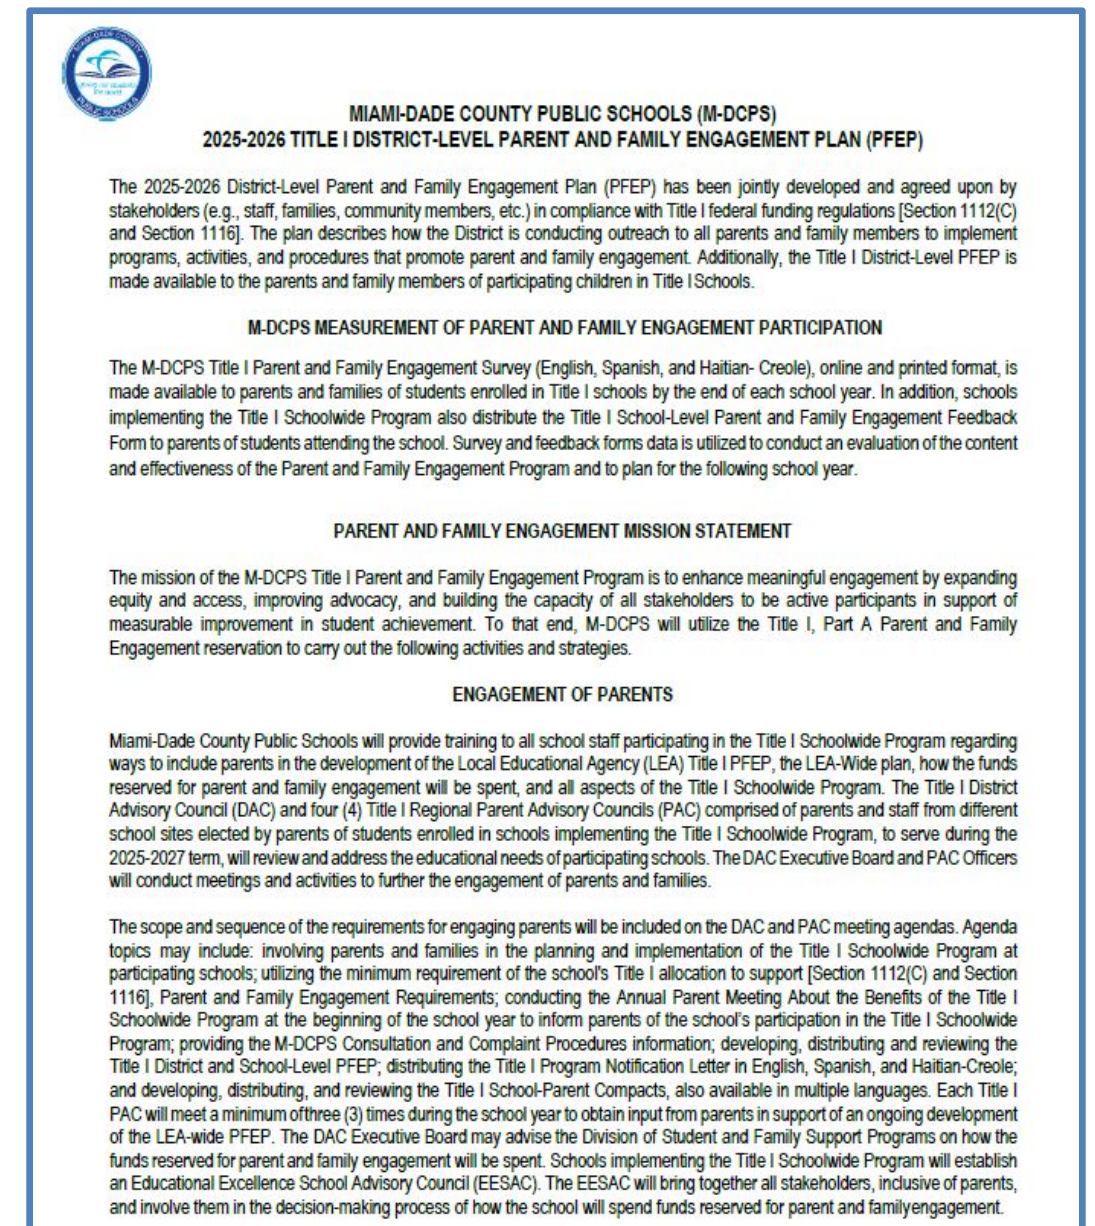 MIAMI-DADE COUNTY
PUBLIC SCHOOLS
MIAMI-DADE COUNTY PUBLIC SCHOOLS (M-DCPS)
2025-2026 TITLE I DISTRICT-LEVEL PARENT AND FAMILY ENGAGEMENT PLAN (PFEP)
The 2025-2026 District-Level Parent and Family Engagement Plan (PFEP) has been jointly developed and agreed upon by
stakeholders (e.g., staff, families, community members, etc.) in compliance with Title I federal funding regulations [Section 1112(C)
and Section 1116]. The plan describes how the District is conducting outreach to all parents and family members to implement
programs, activities, and procedures that promote parent and family engagement. Additionally, the Title I District-Level PFEP is
made available to the parents and family members of participating children in Title I Schools.
M-DCPS MEASUREMENT OF PARENT AND FAMILY ENGAGEMENT PARTICIPATION
The M-DCPS Title I Parent and Family Engagement Survey (English, Spanish, and Haitian- Creole), online and printed format, is
made available to parents and families of students enrolled in Title I schools by the end of each school year. In addition, schools
implementing the Title I Schoolwide Program also distribute the Title I School-Level Parent and Family Engagement Feedback
Form to parents of students attending the school. Survey and feedback forms data is utilized to conduct an evaluation of the content
and effectiveness of the Parent and Family Engagement Program and to plan for the following school year.
PARENT AND FAMILY ENGAGEMENT MISSION STATEMENT
The mission of the M-DCPS Title I Parent and Family Engagement Program is to enhance meaningful engagement by expanding
equity and access, improving advocacy, and building the capacity of all stakeholders to be active participants in support of
measurable improvement in student achievement. To that end, M-DCPS will utilize the Title I, Part A Parent and Family
Engagement reservation to carry out the following activities and strategies.
ENGAGEMENT OF PARENTS
Miami-Dade County Public Schools will provide training to all school staff participating in the Title I Schoolwide Program regarding
ways to include parents in the development of the Local Educational Agency (LEA) Title I PFEP, the LEA-Wide plan, how the funds
reserved for parent and family engagement will be spent, and all aspects of the Title I Schoolwide Program. The Title I District
Advisory Council (DAC) and four (4) Title I Regional Parent Advisory Councils (PAC) comprised of parents and staff from different
school sites elected by parents of students enrolled in schools implementing the Title I Schoolwide Program, to serve during the
2025-2027 term, will review and address the educational needs of participating schools. The DAC Executive Board and PAC Officers
will conduct meetings and activities to further the engagement of parents and families.
The scope and sequence of the requirements for engaging parents will be included on the DAC and PAC meeting agendas. Agenda
topics may include: involving parents and families in the planning and implementation of the Title I Schoolwide Program at
participating schools; utilizing the minimum requirement of the school's Title I allocation to support [Section 1112(C) and Section
1116], Parent and Family Engagement Requirements; conducting the Annual Parent Meeting About the Benefits of the Title I
Schoolwide Program at the beginning of the school year to inform parents of the school's participation in the Title I Schoolwide
Program; providing the M-DCPS Consultation and Complaint Procedures information; developing, distributing and reviewing the
Title I District and School-Level PFEP; distributing the Title I Program Notification Letter in English, Spanish, and Haitian-Creole;
and developing, distributing, and reviewing the Title I School-Parent Compacts, also available in multiple languages. Each Title I
PAC will meet a minimum of three (3) times during the school year to obtain input from parents in support of an ongoing development
of the LEA-wide PFEP. The DAC Executive Board may advise the Division of Student and Family Support Programs on how the
funds reserved for parent and family engagement will be spent. Schools implementing the Title I Schoolwide Program will establish
an Educational Excellence School Advisory Council (EESAC). The EESAC will bring together all stakeholders, inclusive of parents,
and involve them in the decision-making process of how the school will spend funds reserved for parent and familyengagement.